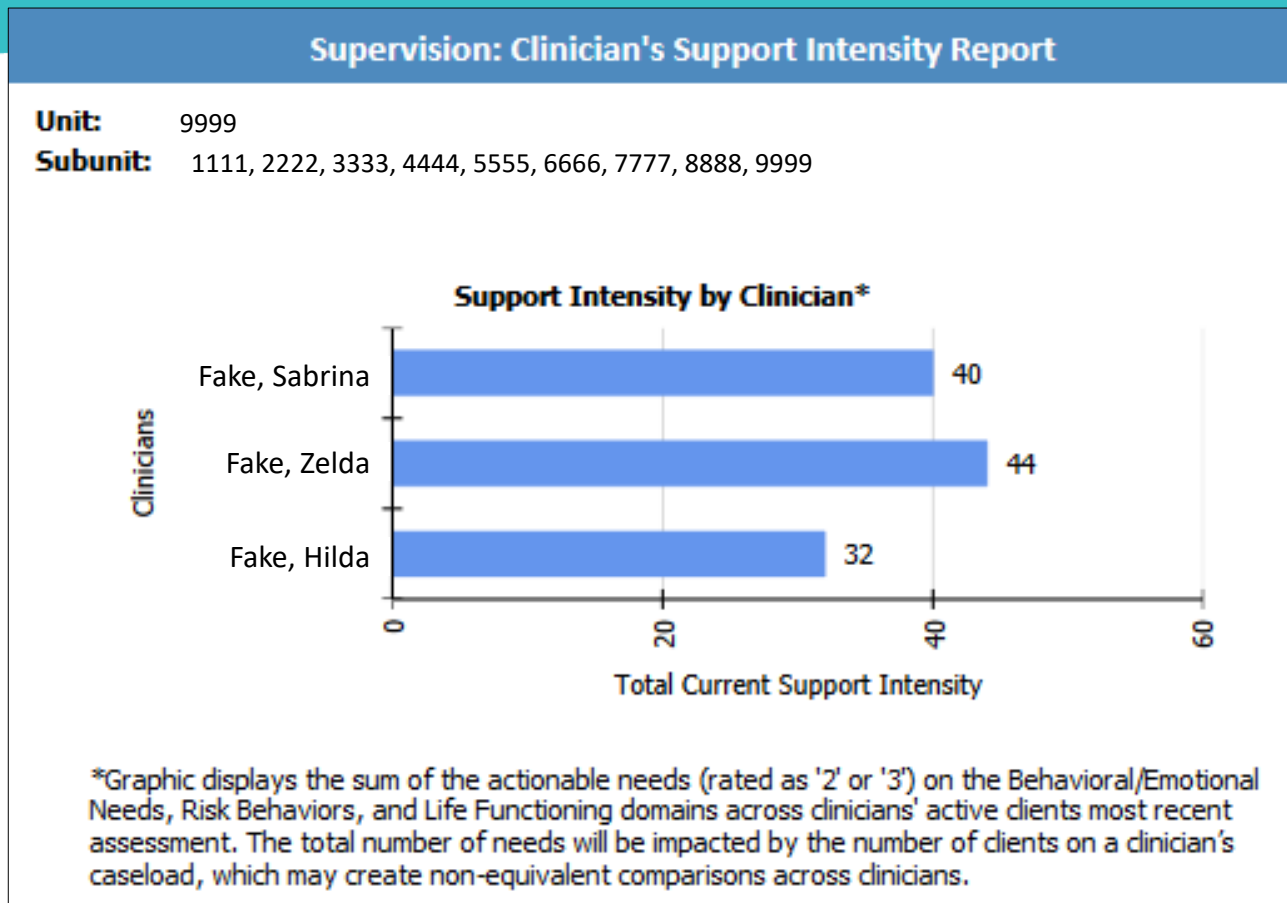 Supervision: Clinician's Support Intensity Report
Unit: 9999
Subunit: 1111, 2222, 3333, 4444, 5555, 6666, 7777, 8888, 9999
Support Intensity by Clinician*
Clinicians
Fake, Sabrina 40
Fake, Zelda 44
Fake, Hilda 32
0 20 40 60
Total Current Support Intensity
*Graphic displays the sum of the actionable needs (rated as '2' or '3') on the Behavioral/Emotional
Needs, Risk Behaviors, and Life Functioning domains across clinicians' active clients most recent
assessment. The total number of needs will be impacted by the number of clients on a clinician’s
caseload, which may create non-equivalent comparisons across clinicians.